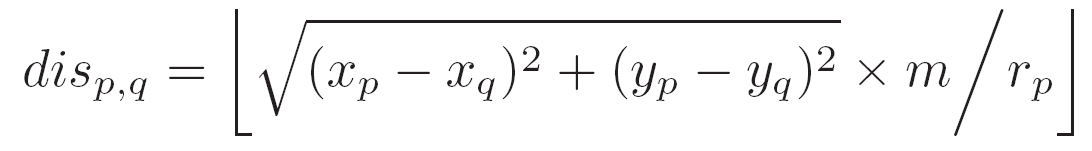 dis_{p,q} = ⌊√((x_p − x_q)² + (y_p − y_q)²) × m / r_p⌋